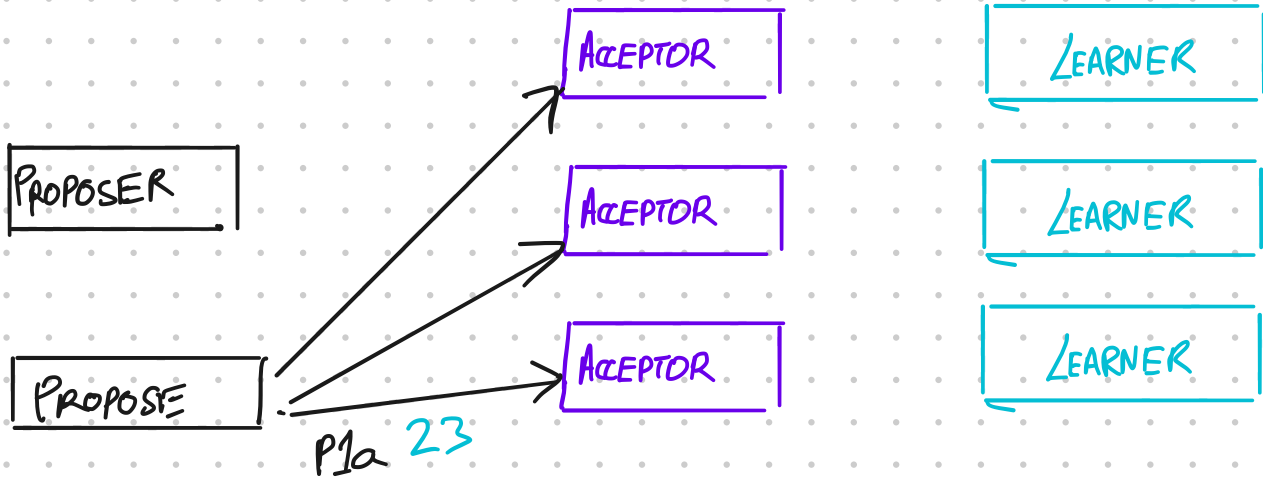 ACCEPTOR
LEARNER
PROPOSER
ACCEPTOR
LEARNER
PROPOSE
ACCEPTOR
LEARNER
P1a 23